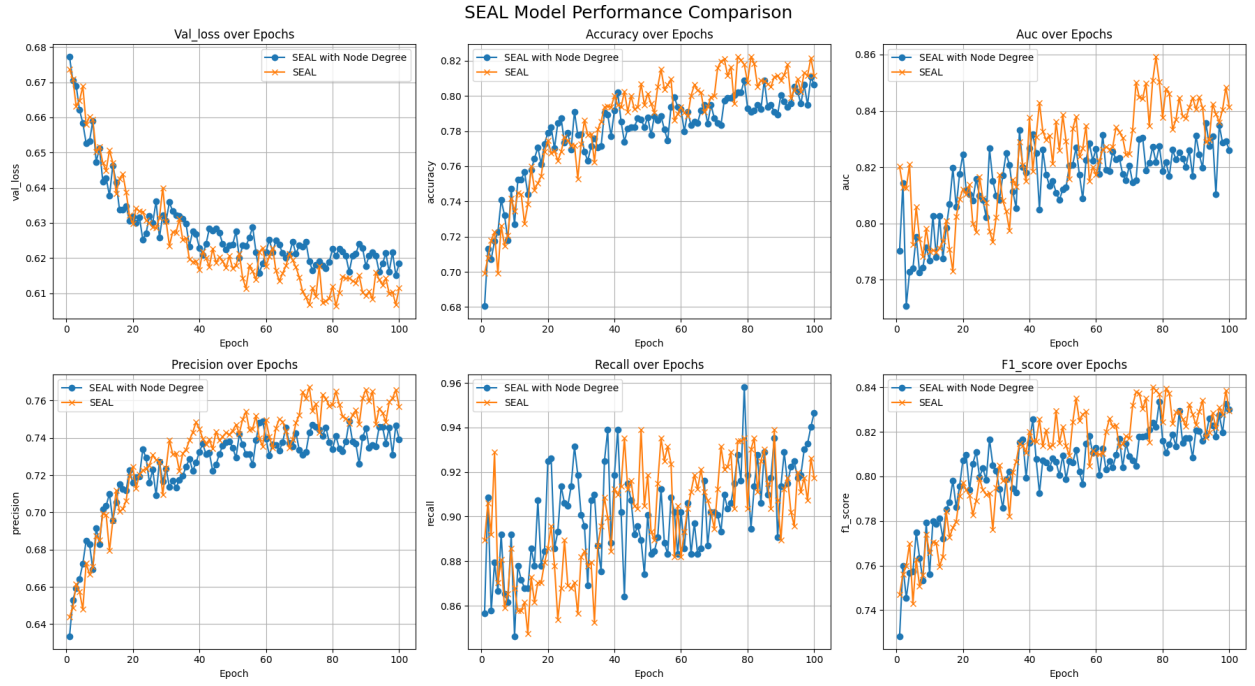 SEAL Model Performance Comparison
Val_loss over Epochs
val_loss
0.68
0.67
0.66
0.65
0.64
0.63
0.62
0.61
0 20 40 60 80 100
Epoch
SEAL with Node Degree
SEAL
Accuracy over Epochs
accuracy
0.82
0.80
0.78
0.76
0.74
0.72
0.70
0.68
0 20 40 60 80 100
Epoch
SEAL with Node Degree
SEAL
Auc over Epochs
auc
0.86
0.84
0.82
0.80
0.78
0 20 40 60 80 100
Epoch
SEAL with Node Degree
SEAL
Precision over Epochs
precision
0.76
0.74
0.72
0.70
0.68
0.66
0.64
0 20 40 60 80 100
Epoch
SEAL with Node Degree
SEAL
Recall over Epochs
recall
0.96
0.94
0.92
0.90
0.88
0.86
0 20 40 60 80 100
Epoch
SEAL with Node Degree
SEAL
F1_score over Epochs
f1_score
0.84
0.82
0.80
0.78
0.76
0.74
0 20 40 60 80 100
Epoch
SEAL with Node Degree
SEAL